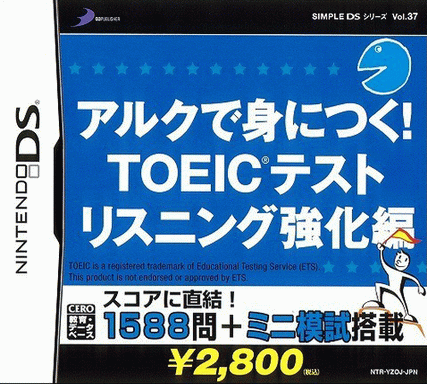 D3PUBLISHER
SIMPLE DS シリーズ Vol.37
NINTENDO DS
アルクで身につく!
TOEIC®テスト
リスニング強化編
TOEIC is a registered trademark of Educational Testing Service (ETS).
This product is not endorsed or approved by ETS.
CERO
教育・
データベース
スコアに直結!
1588問+ミニ模試搭載
¥2,800(税込)
NTR-YZOJ-JPN